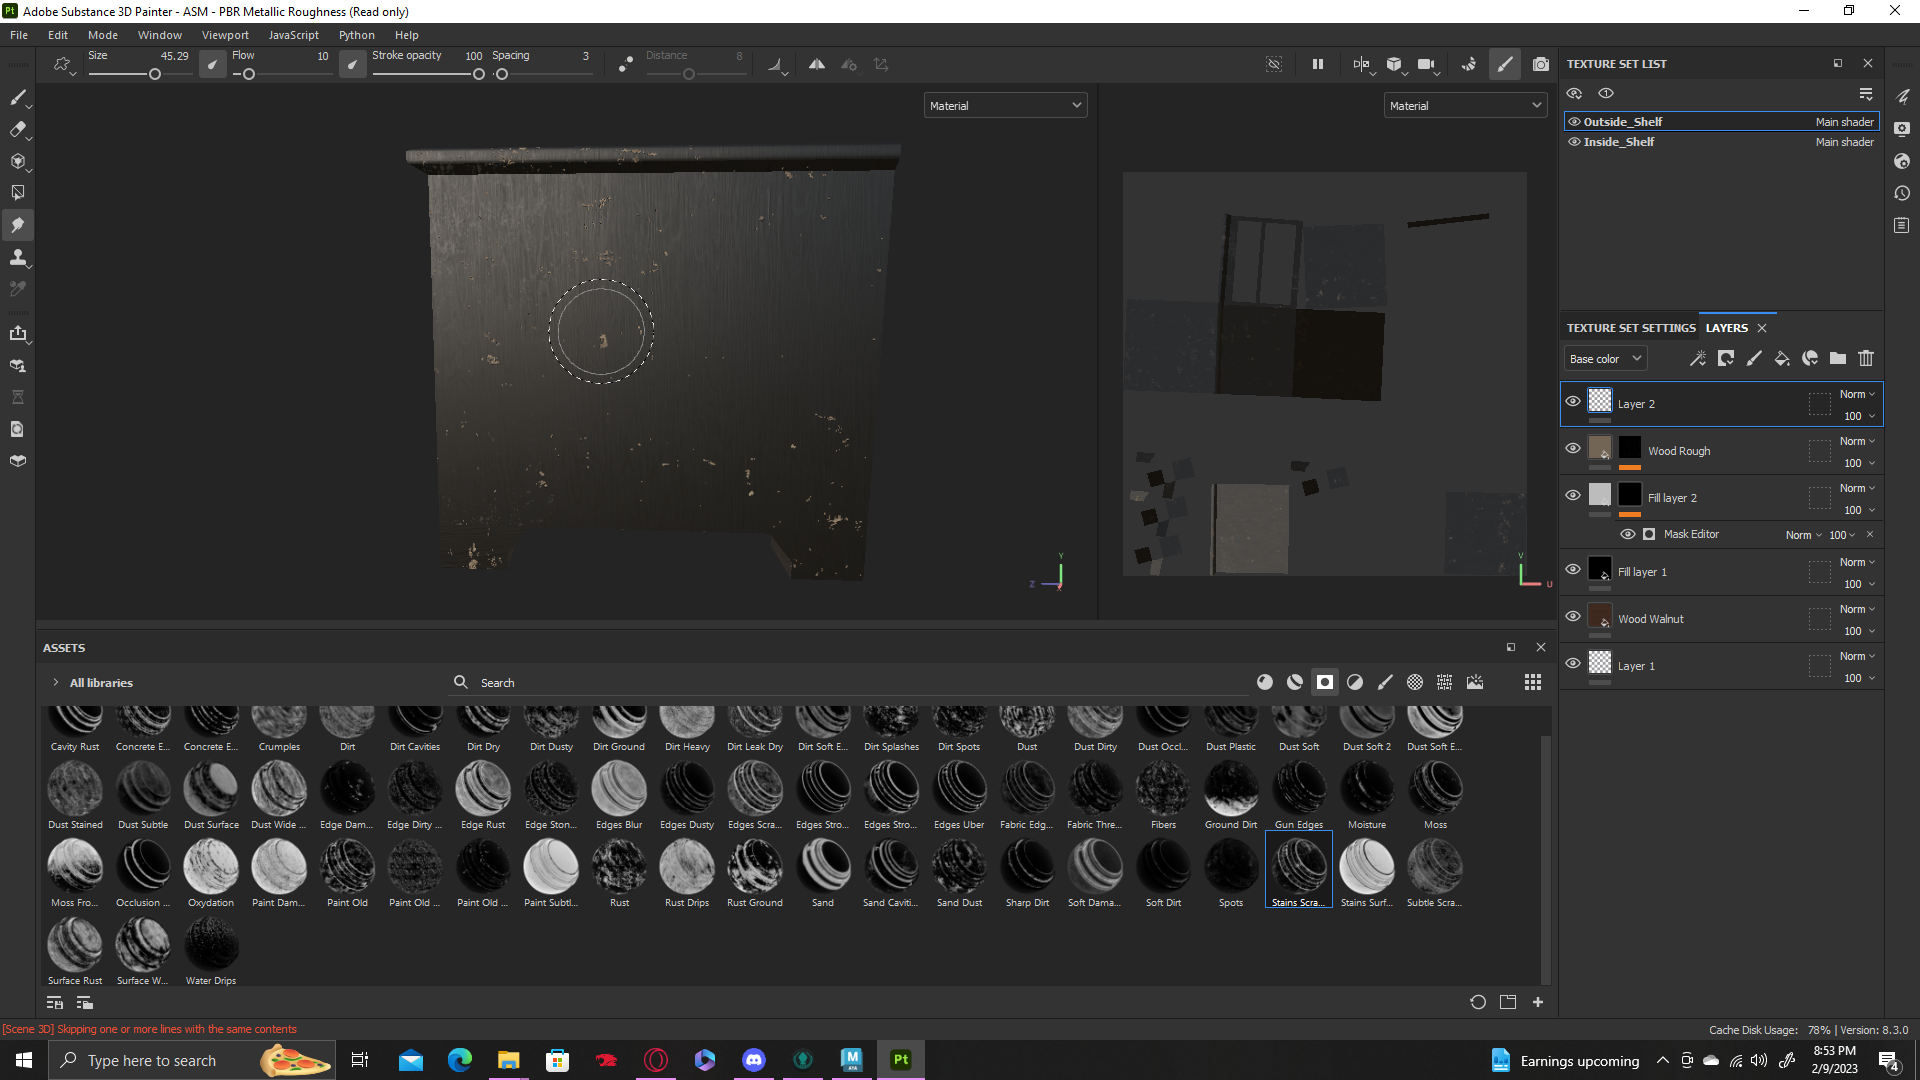 Adobe Substance 3D Painter - ASM - PBR Metallic Roughness (Read only)
File Edit Mode Window Viewport JavaScript Python Help
Size 45.29 Flow 10 Stroke opacity 100 Spacing 3 Distance 8
Material
Material
TEXTURE SET LIST
Outside_Shelf Main shader
Inside_Shelf Main shader
TEXTURE SET SETTINGS LAYERS
Base color
Layer 2 Norm 100
Wood Rough Norm 100
Fill layer 2 Norm 100
Mask Editor Norm 100
Fill layer 1 Norm 100
Wood Walnut Norm 100
Layer 1 Norm 100
Y
Z
X
V
U
ASSETS
All libraries
Search
Cavity Rust Concrete E... Concrete E... Crumples Dirt Dirt Cavities Dirt Dry Dirt Dusty Dirt Ground Dirt Heavy Dirt Leak Dry Dirt Soft E... Dirt Splashes Dirt Spots Dust Dust Dirty Dust Occl... Dust Plastic Dust Soft Dust Soft 2 Dust Soft E...
Dust Stained Dust Subtle Dust Surface Dust Wide ... Edge Dam... Edge Dirty ... Edge Rust Edge Ston... Edges Blur Edges Dusty Edges Scra... Edges Stro... Edges Stro... Edges Uber Fabric Edg... Fabric Thre... Fibers Ground Dirt Gun Edges Moisture Moss
Moss Fro... Occlusion ... Oxydation Paint Dam... Paint Old Paint Old ... Paint Old ... Paint Subtl... Rust Rust Drips Rust Ground Sand Sand Caviti... Sand Dust Sharp Dirt Soft Dama... Soft Dirt Spots Stains Scra... Stains Surf... Subtle Scra...
Surface Rust Surface W... Water Drips
[Scene 3D] Skipping one or more lines with the same contents
Cache Disk Usage: 78% | Version: 8.3.0
Type here to search
Earnings upcoming
8:53 PM
2/9/2023
4